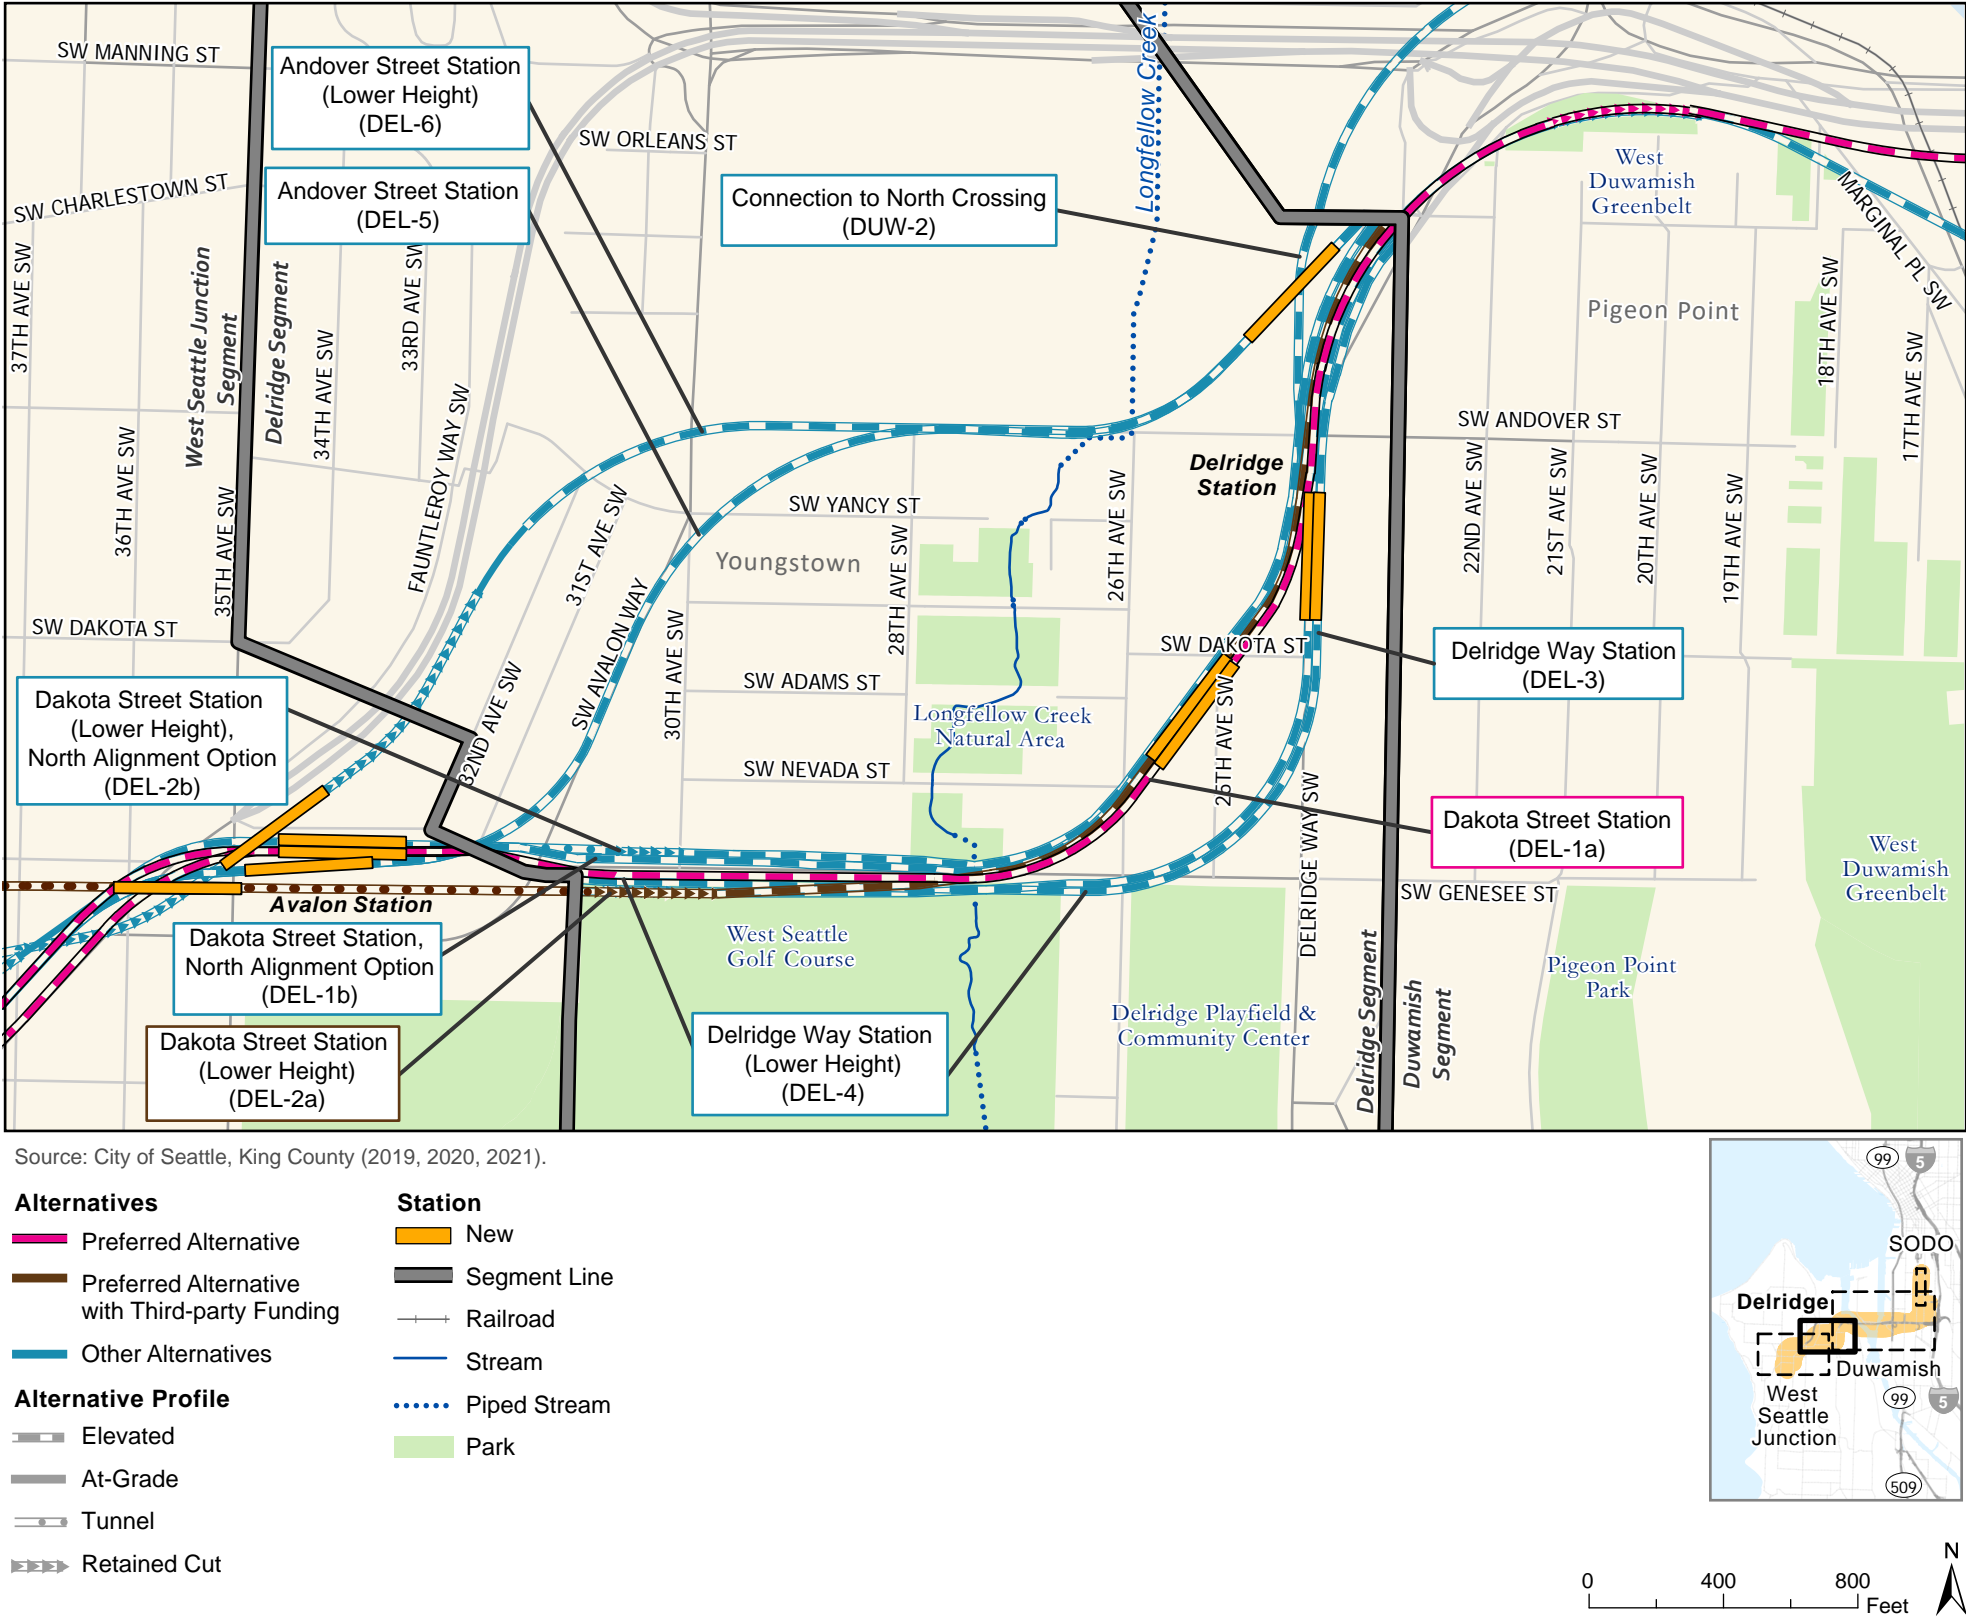 SW MANNING ST
Andover Street Station
(Lower Height)
(DEL-6)
SW ORLEANS ST
Longfellow Creek
West
Duwamish
Greenbelt
SW CHARLESTOWN ST
Andover Street Station
(DEL-5)
Connection to North Crossing
(DUW-2)
MARGINAL PL SW
37TH AVE SW
West Seattle Junction
Segment
Delridge Segment
34TH AVE SW
33RD AVE SW
Pigeon Point
18TH AVE SW
17TH AVE SW
36TH AVE SW
35TH AVE SW
FAUNTLEROY WAY SW
SW ANDOVER ST
Delridge
Station
31ST AVE SW
SW YANCY ST
Youngstown
28TH AVE SW
26TH AVE SW
22ND AVE SW
21ST AVE SW
20TH AVE SW
19TH AVE SW
SW DAKOTA ST
SW AVALON WAY
30TH AVE SW
SW DAKOTA ST
Delridge Way Station
(DEL-3)
32ND AVE SW
SW ADAMS ST
25TH AVE SW
Dakota Street Station
(Lower Height),
North Alignment Option
(DEL-2b)
Longfellow Creek
Natural Area
SW NEVADA ST
DELRIDGE WAY SW
Dakota Street Station
(DEL-1a)
West
Duwamish
Greenbelt
Avalon Station
SW GENESEE ST
Dakota Street Station,
North Alignment Option
(DEL-1b)
West Seattle
Golf Course
Pigeon Point
Park
Delridge Segment
Duwamish
Segment
Dakota Street Station
(Lower Height)
(DEL-2a)
Delridge Way Station
(Lower Height)
(DEL-4)
Delridge Playfield &
Community Center
Source: City of Seattle, King County (2019, 2020, 2021).
Alternatives
Preferred Alternative
Preferred Alternative
with Third-party Funding
Other Alternatives
Alternative Profile
Elevated
At-Grade
Tunnel
Retained Cut
Station
New
Segment Line
Railroad
Stream
Piped Stream
Park
99
5
SODO
Delridge
Duwamish
West
Seattle
Junction
99
5
509
0 400 800
Feet
N